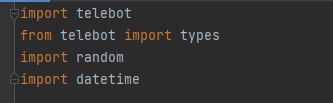 import telebot
from telebot import types
import random
import datetime